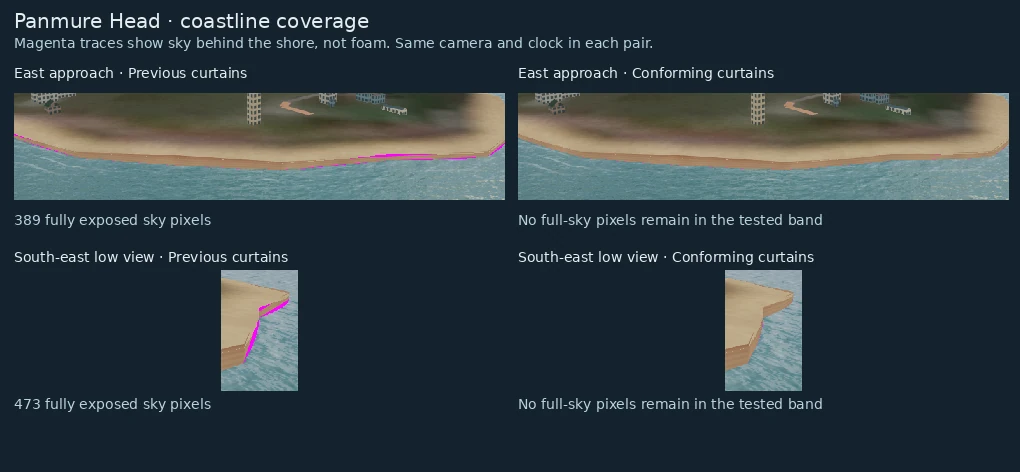 Panmure Head · coastline coverage
Magenta traces show sky behind the shore, not foam. Same camera and clock in each pair.
East approach · Previous curtains
East approach · Conforming curtains
389 fully exposed sky pixels
No full-sky pixels remain in the tested band
South-east low view · Previous curtains
South-east low view · Conforming curtains
473 fully exposed sky pixels
No full-sky pixels remain in the tested band